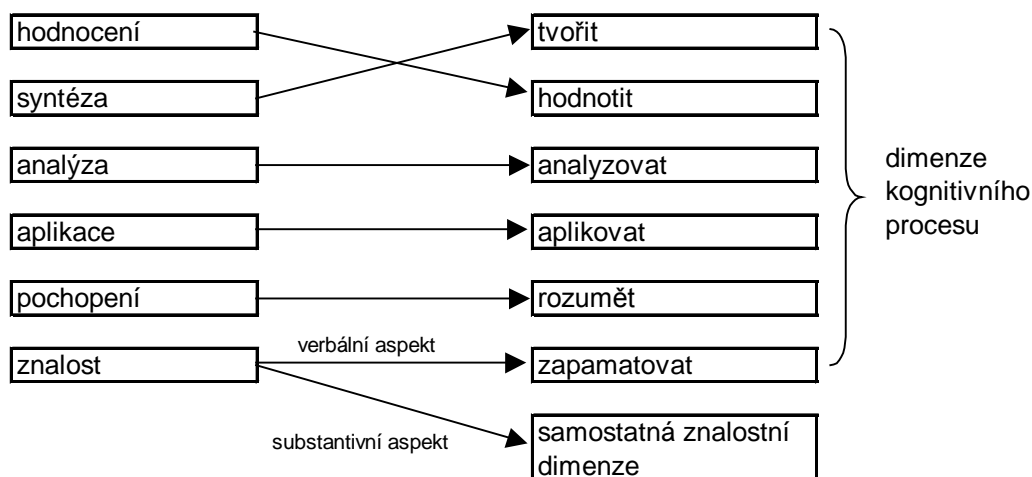 hodnocení
tvořit
syntéza
hodnotit
analýza
analyzovat
dimenze
kognitivního
procesu
aplikace
aplikovat
pochopení
rozumět
verbální aspekt
znalost
zapamatovat
substantivní aspekt
samostatná znalostní
dimenze